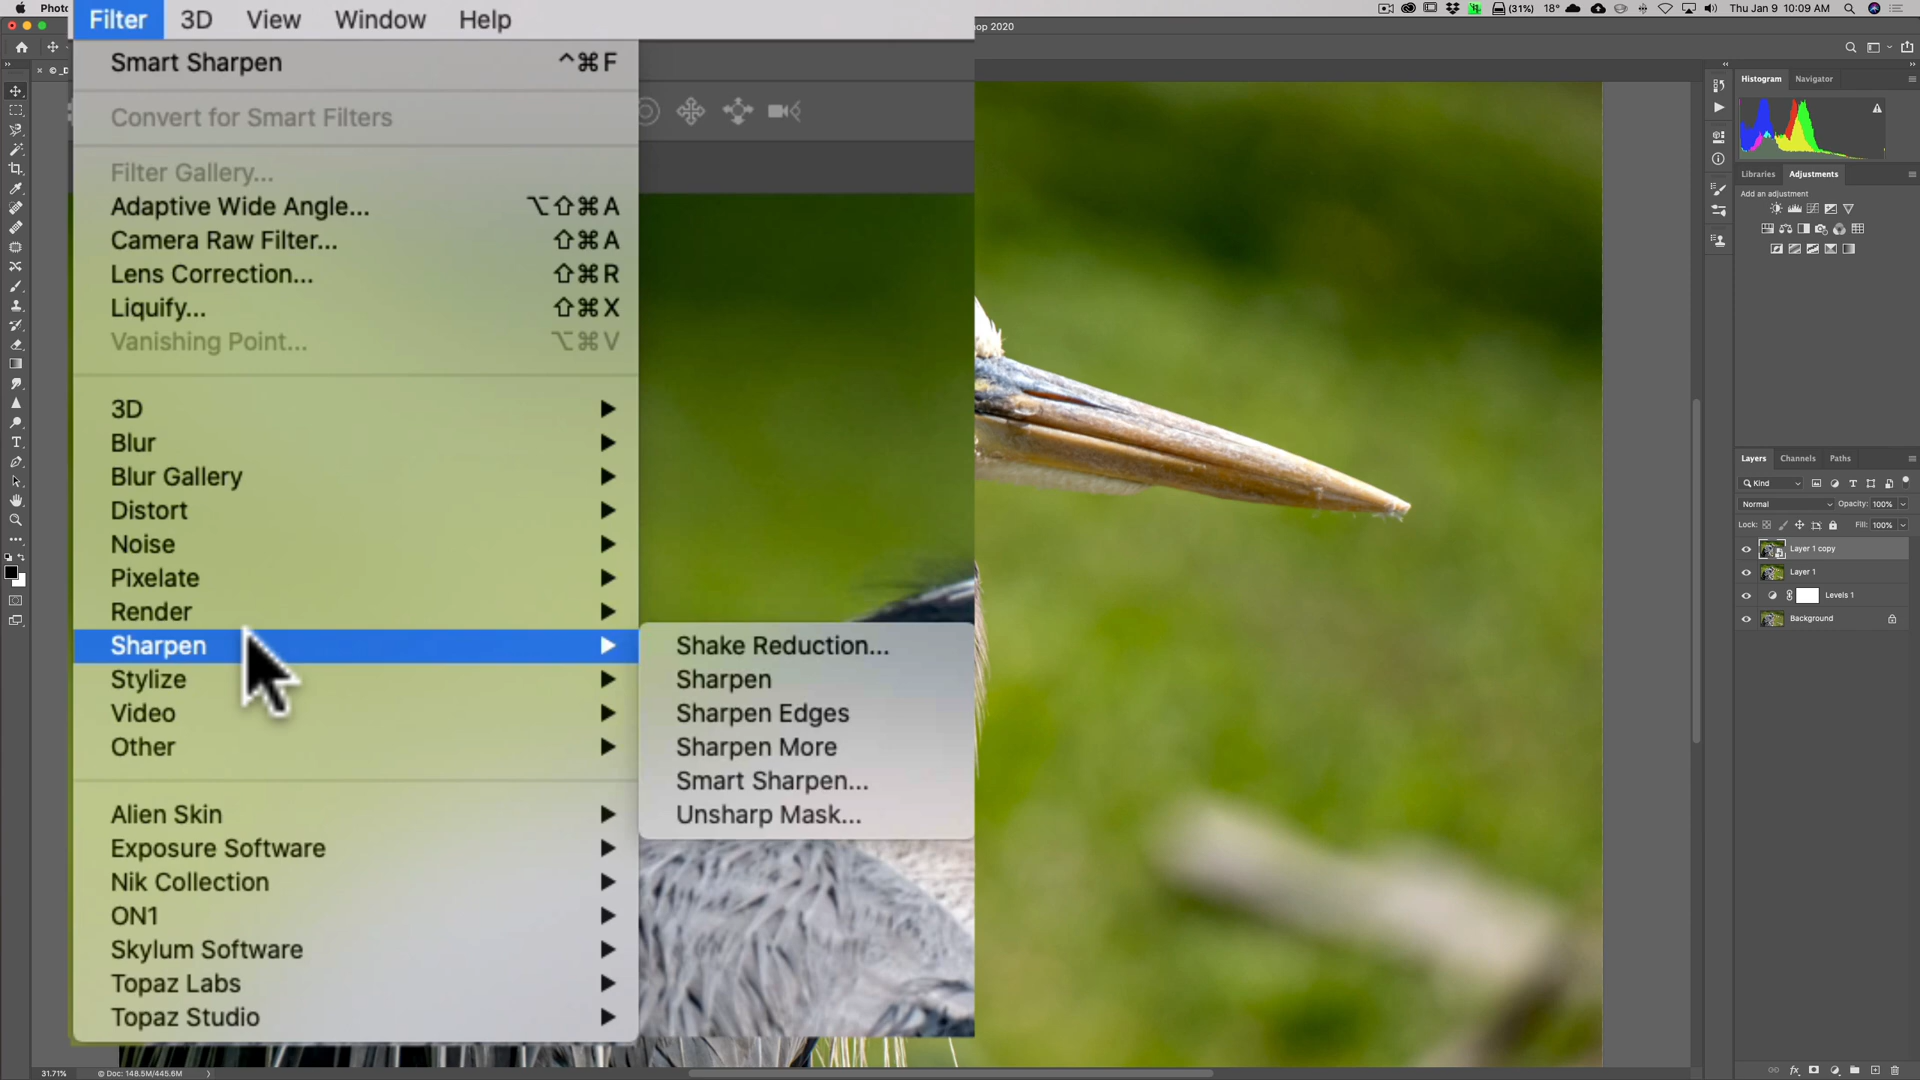 Photo
Filter 3D View Window Help
op 2020
(31%) 18° Thu Jan 9 10:09 AM
Smart Sharpen ^⌘F
Convert for Smart Filters
Filter Gallery...
Adaptive Wide Angle... ⌥⇧⌘A
Camera Raw Filter... ⇧⌘A
Lens Correction... ⇧⌘R
Liquify... ⇧⌘X
Vanishing Point... ⌥⌘V
3D
Blur
Blur Gallery
Distort
Noise
Pixelate
Render
Sharpen
Stylize
Video
Other
Alien Skin
Exposure Software
Nik Collection
ON1
Skylum Software
Topaz Labs
Topaz Studio
Shake Reduction...
Sharpen
Sharpen Edges
Sharpen More
Smart Sharpen...
Unsharp Mask...
Histogram Navigator
Libraries Adjustments
Add an adjustment
Layers Channels Paths
Kind
Normal Opacity: 100%
Lock: Fill: 100%
Layer 1 copy
Layer 1
Levels 1
Background
31.71% Doc: 148.5M/445.6M